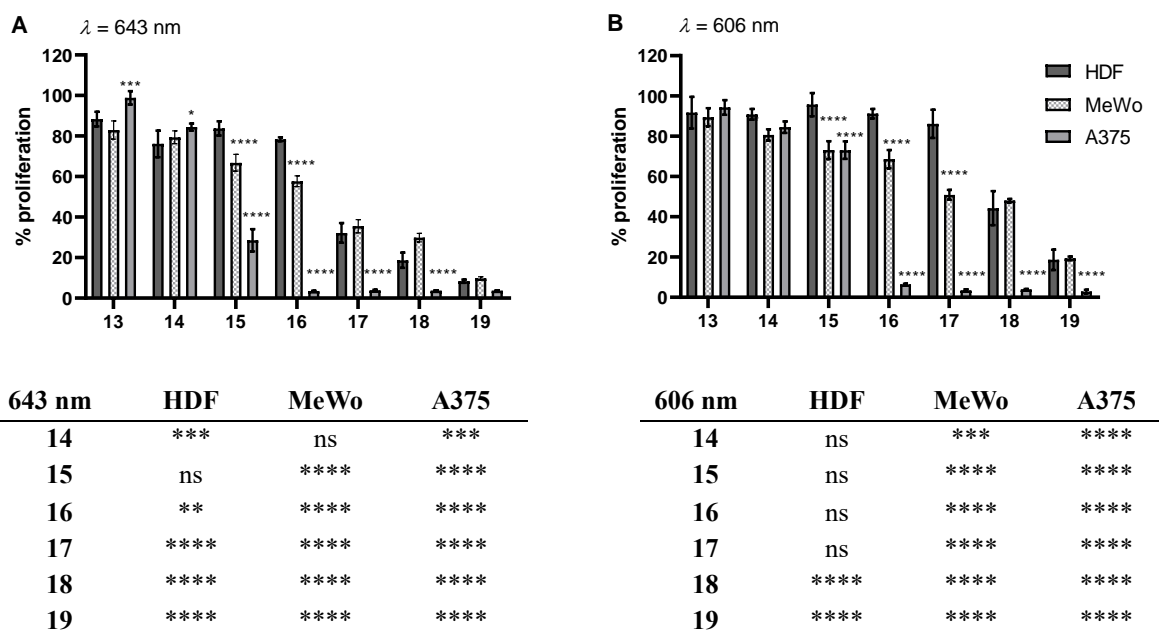 A λ = 643 nm
% proliferation
120
100
80
60
40
20
0
*** * **** **** **** **** **** ****
13 14 15 16 17 18 19
B λ = 606 nm
% proliferation
120
100
80
60
40
20
0
**** **** **** **** **** **** **** ****
13 14 15 16 17 18 19
HDF
MeWo
A375
643 nm HDF MeWo A375
14 *** ns ***
15 ns **** ****
16 ** **** ****
17 **** **** ****
18 **** **** ****
19 **** **** ****
606 nm HDF MeWo A375
14 ns *** ****
15 ns **** ****
16 ns **** ****
17 ns **** ****
18 **** **** ****
19 **** **** ****